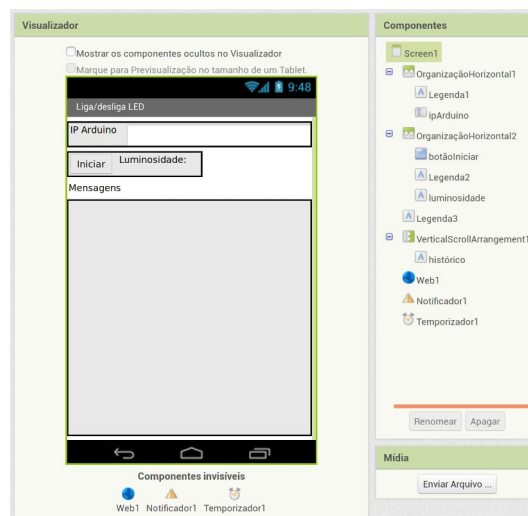 Visualizador
Mostrar os componentes ocultos no Visualizador
Marque para Previsualização no tamanho de um Tablet.
9:48
Liga/desliga LED
IP Arduino
Iniciar
Luminosidade:
Mensagens
Componentes invisíveis
Web1 Notificador1 Temporizador1
Componentes
Screen1
OrganizaçãoHorizontal1
Legenda1
ipArduino
OrganizaçãoHorizontal2
botãoIniciar
Legenda2
luminosidade
Legenda3
VerticalScrollArrangement1
histórico
Web1
Notificador1
Temporizador1
Renomear Apagar
Mídia
Enviar Arquivo ...